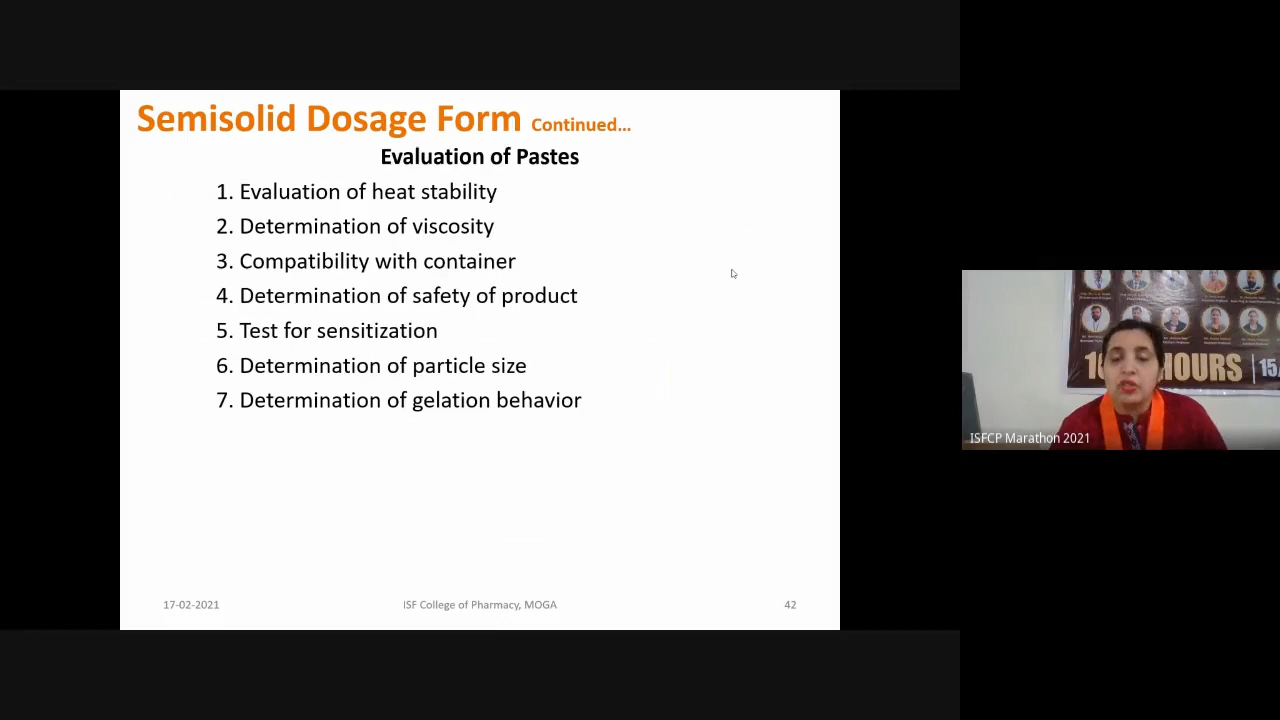 Semisolid Dosage Form Continued...
Evaluation of Pastes
1. Evaluation of heat stability
2. Determination of viscosity
3. Compatibility with container
4. Determination of safety of product
5. Test for sensitization
6. Determination of particle size
7. Determination of gelation behavior
17-02-2021
ISF College of Pharmacy, MOGA
42
HOURS
15/
ISFCP Marathon 2021